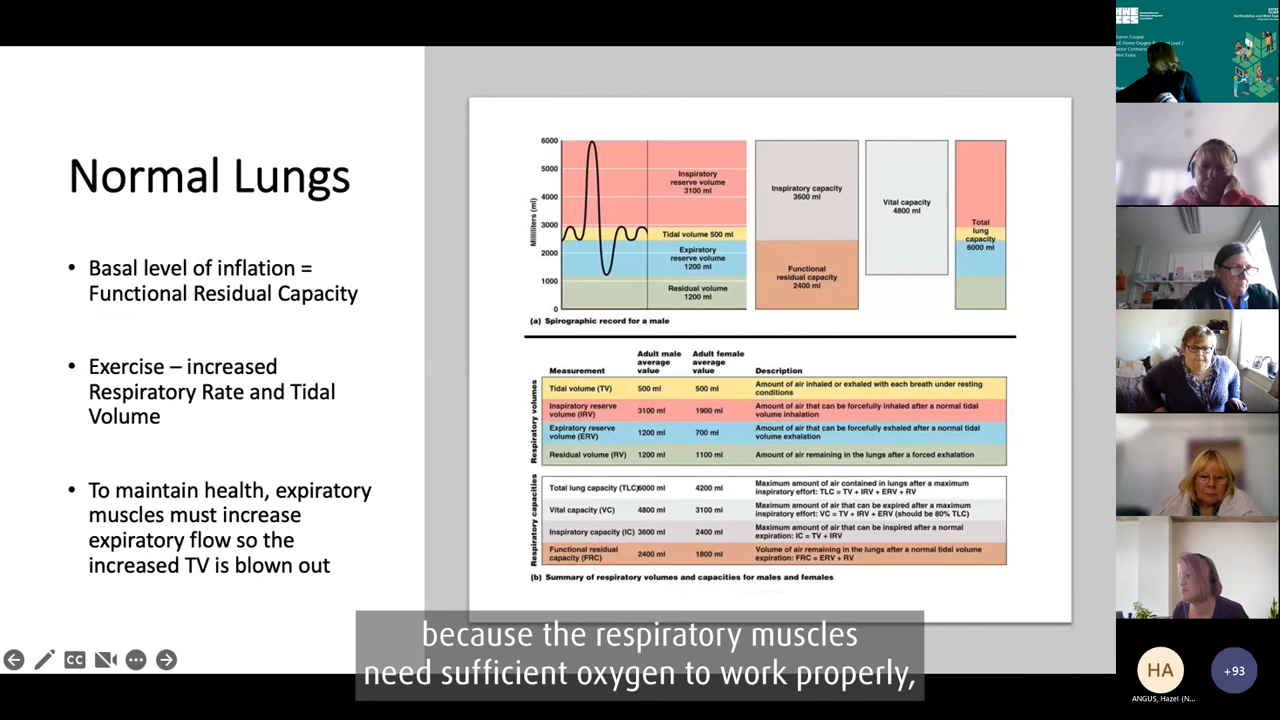 Normal Lungs
• Basal level of inflation =
Functional Residual Capacity
• Exercise – increased
Respiratory Rate and Tidal
Volume
• To maintain health, expiratory
muscles must increase
expiratory flow so the
increased TV is blown out
Milliliters (ml)
6000
5000
4000
3000
2000
1000
0
Inspiratory
reserve volume
3100 ml
Tidal volume 500 ml
Expiratory
reserve volume
1200 ml
Residual volume
1200 ml
Inspiratory capacity
3600 ml
Functional
residual capacity
2400 ml
Vital capacity
4800 ml
Total
lung
capacity
6000 ml
(a) Spirographic record for a male
Measurement
Adult male
average
value
Adult female
average
value
Description
Respiratory volumes
Tidal volume (TV) 500 ml 500 ml Amount of air inhaled or exhaled with each breath under resting
conditions
Inspiratory reserve
volume (IRV) 3100 ml 1900 ml Amount of air that can be forcefully inhaled after a normal tidal
volume inhalation
Expiratory reserve
volume (ERV) 1200 ml 700 ml Amount of air that can be forcefully exhaled after a normal tidal
volume exhalation
Residual volume (RV) 1200 ml 1100 ml Amount of air remaining in the lungs after a forced exhalation
Respiratory capacities
Total lung capacity (TLC) 6000 ml 4200 ml Maximum amount of air contained in lungs after a maximum
inspiratory effort: TLC = TV + IRV + ERV + RV
Vital capacity (VC) 4800 ml 3100 ml Maximum amount of air that can be expired after a maximum
inspiratory effort: VC = TV + IRV + ERV (should be 80% TLC)
Inspiratory capacity (IC) 3600 ml 2400 ml Maximum amount of air that can be inspired after a normal
expiration: IC = TV + IRV
Functional residual
capacity (FRC) 2400 ml 1800 ml Volume of air remaining in the lungs after a normal tidal volume
expiration: FRC = ERV + RV
(b) Summary of respiratory volumes and capacities for males and females
because the respiratory muscles
need sufficient oxygen to work properly,
CC
Hertfordshire and West Essex
Cooper
Home Oxygen
Lead /
Contracts
Essex
HA
+93
ANGUS, Hazel (N...